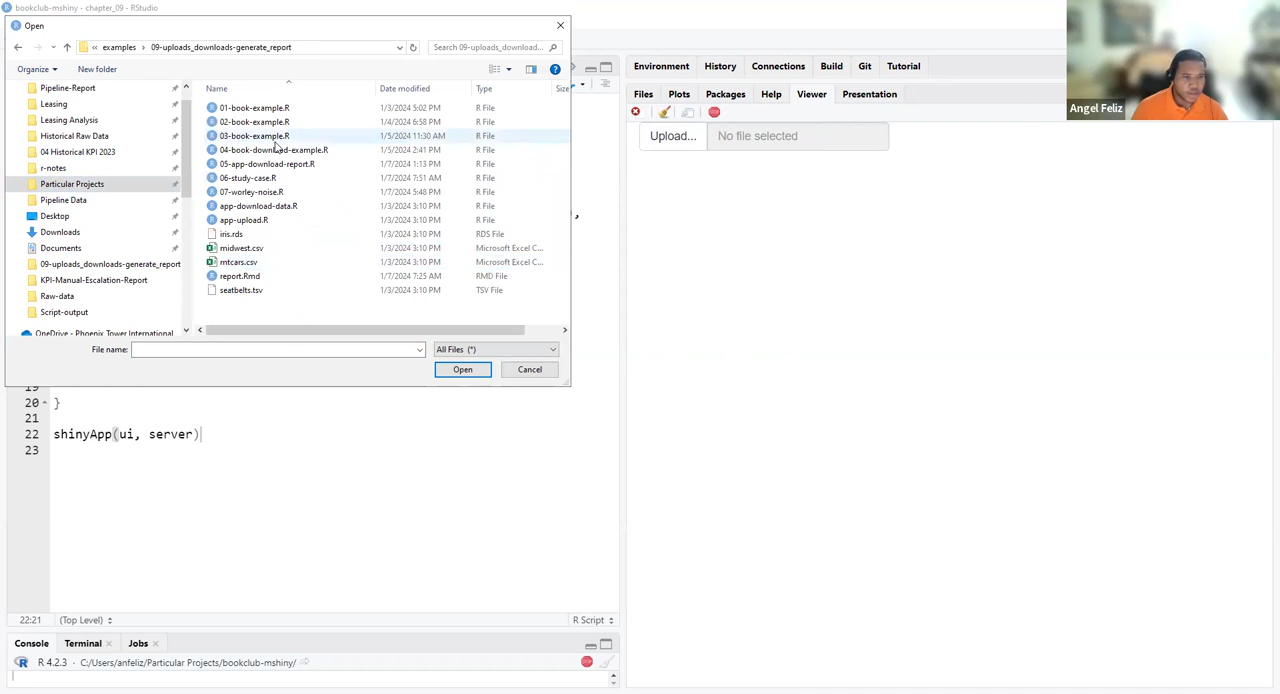 bookclub-mshiny - chapter_09 - RStudio
Open
« examples › 09-uploads_downloads-generate_report
Search 09-uploads_download...
Organize
New folder
Name
Date modified
Type
Size
Pipeline-Report
Leasing
Leasing Analysis
Historical Raw Data
04 Historical KPI 2023
r-notes
Particular Projects
Pipeline Data
Desktop
Downloads
Documents
09-uploads_downloads-generate_report
KPI-Manual-Escalation-Report
Raw-data
Script-output
OneDrive - Phoenix Tower International
01-book-example.R 1/3/2024 5:02 PM R File
02-book-example.R 1/3/2024 6:38 PM R File
03-book-example.R 1/5/2024 11:30 AM R File
04-book-download-example.R 1/5/2024 2:41 PM R File
05-app-download-report.R 1/7/2024 1:13 PM R File
06-study-case.R 1/7/2024 7:51 AM R File
07-worley-noise.R 1/7/2024 5:48 PM R File
app-download-data.R 1/3/2024 3:10 PM R File
app-upload.R 1/3/2024 3:10 PM R File
iris.rds 1/3/2024 3:10 PM RDS File
midwest.csv 1/3/2024 3:10 PM Microsoft Excel C...
mtcars.csv 1/3/2024 3:10 PM Microsoft Excel C...
report.Rmd 1/7/2024 7:25 AM RMD File
seatbelts.tsv 1/3/2024 3:10 PM TSV File
File name:
All Files (*)
Open
Cancel
,
19
20 }
21
22 shinyApp(ui, server)
23
22:21 (Top Level) R Script
Console Terminal Jobs
R 4.2.3 · C:/Users/anfeliz/Particular Projects/bookclub-mshiny/
Environment History Connections Build Git Tutorial
Files Plots Packages Help Viewer Presentation
Upload... No file selected
Angel Feliz